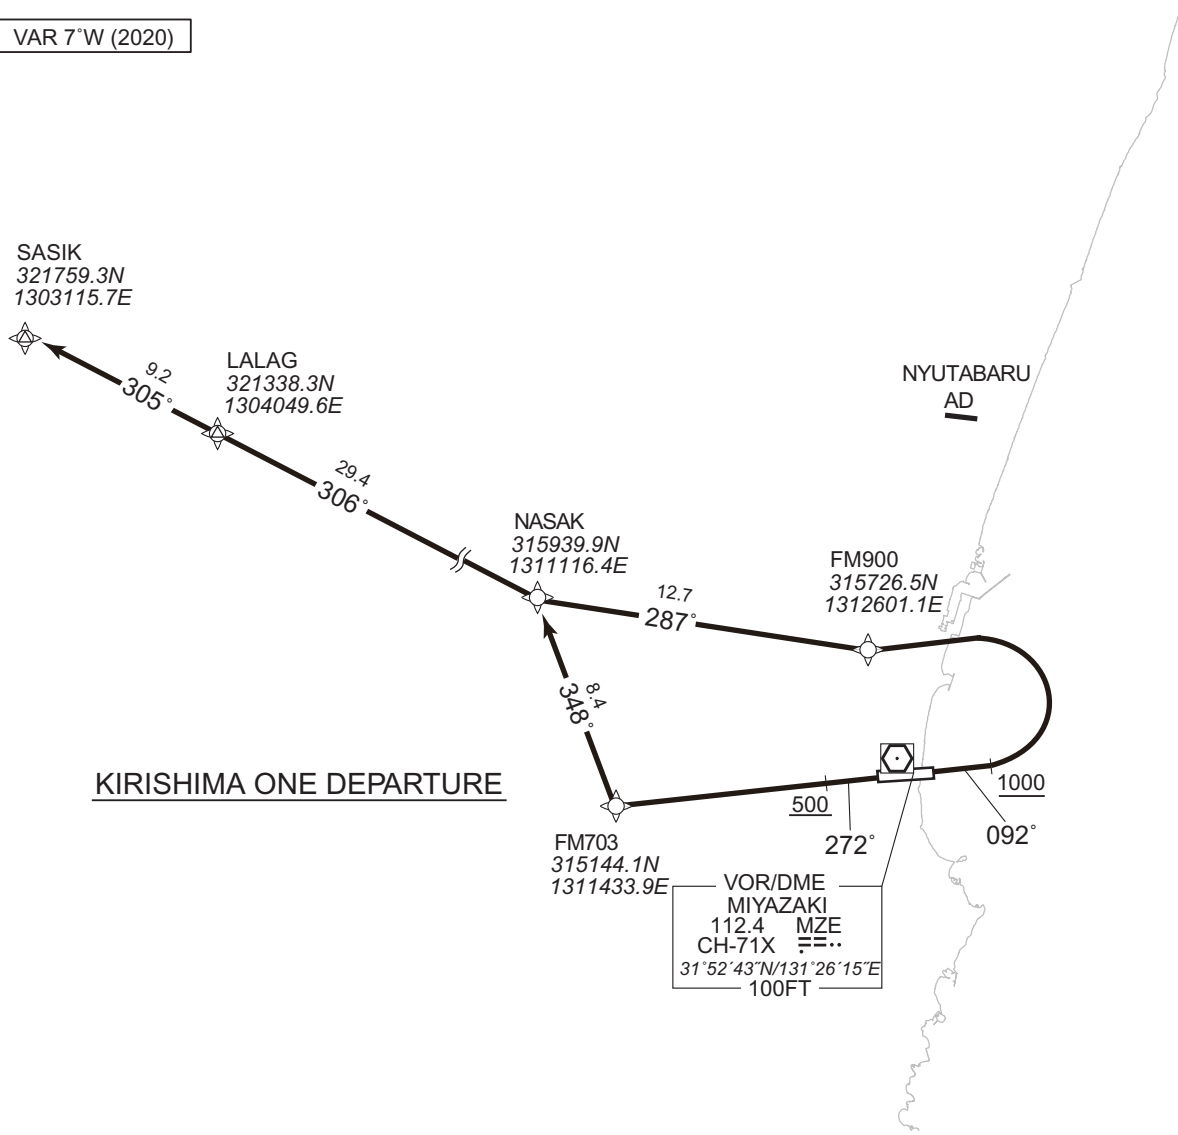 VAR 7°W (2020)
SASIK
321759.3N
1303115.7E
9.2
305°
LALAG
321338.3N
1304049.6E
29.4
306°
NYUTABARU
AD
NASAK
315939.9N
1311116.4E
12.7
287°
FM900
315726.5N
1312601.1E
8.4
348°
KIRISHIMA ONE DEPARTURE
500
1000
272°
092°
FM703
315144.1N
1311433.9E
VOR/DME
MIYAZAKI
112.4 MZE
CH-71X
31°52´43˝N/131°26´15˝E
100FT